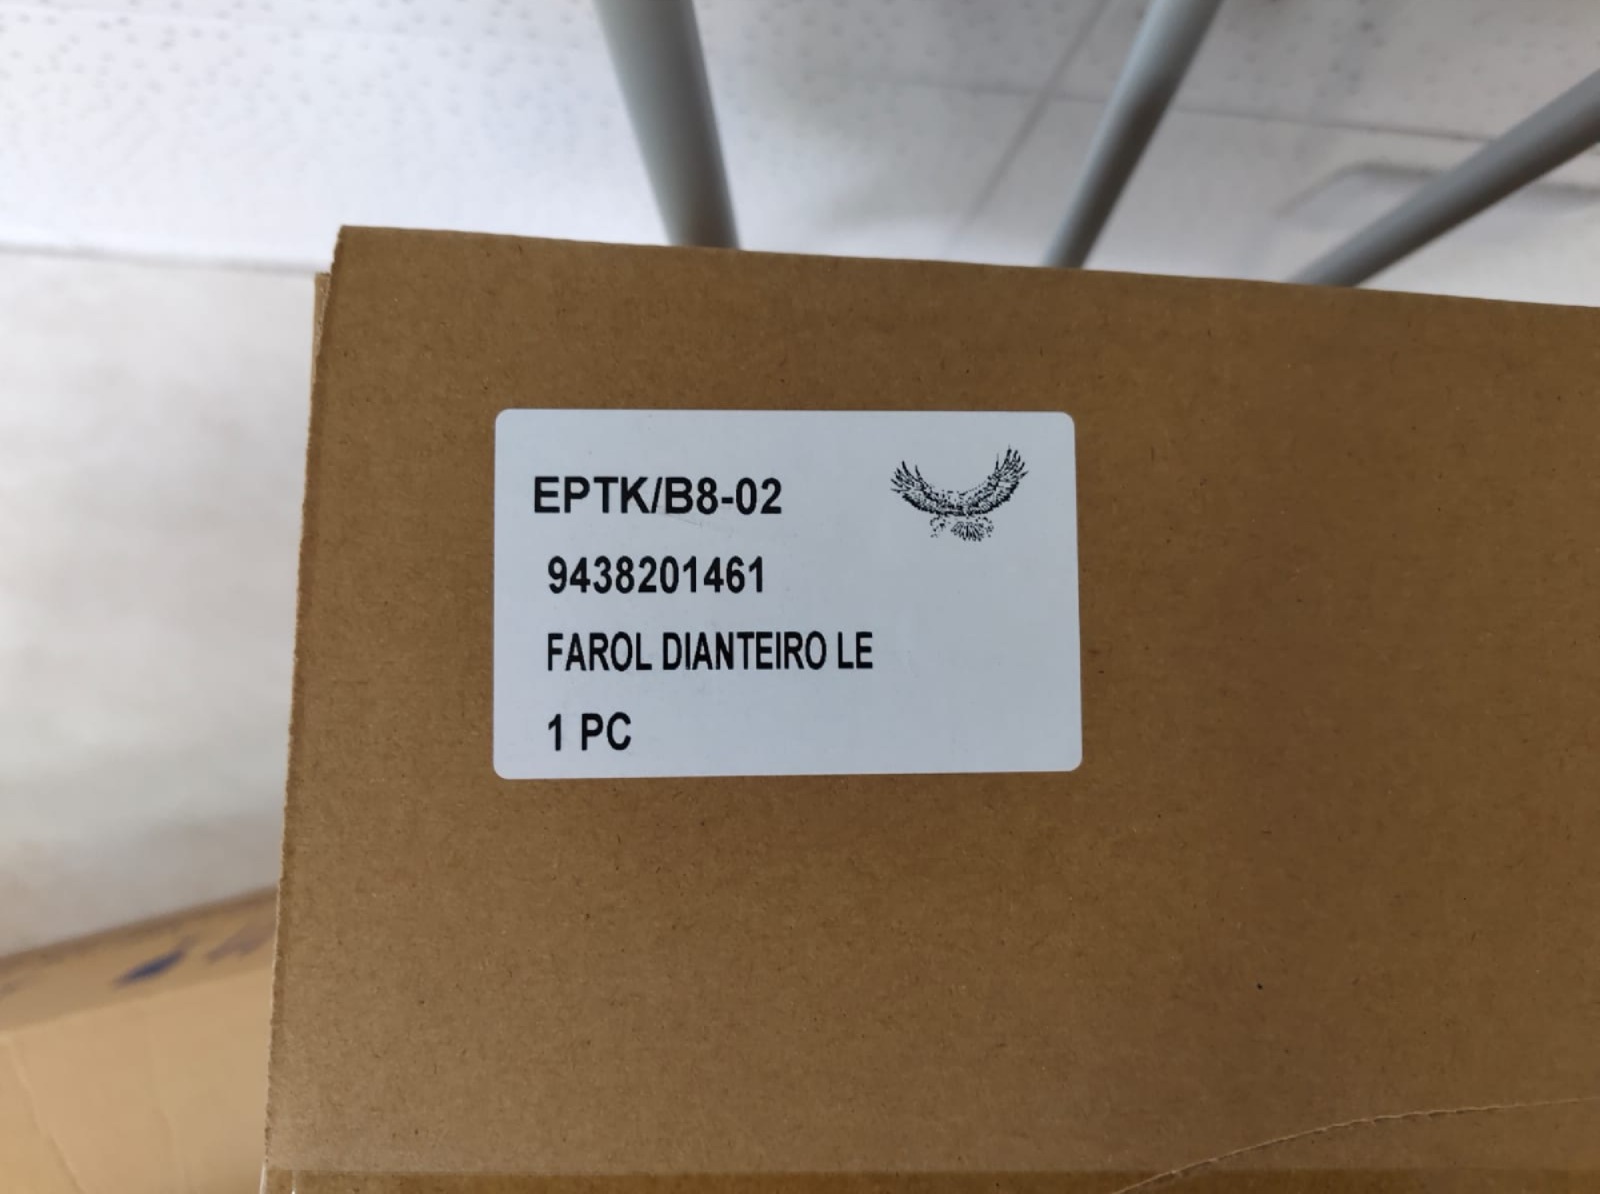 EPTK/B8-02
9438201461
FAROL DIANTEIRO LE
1 PC